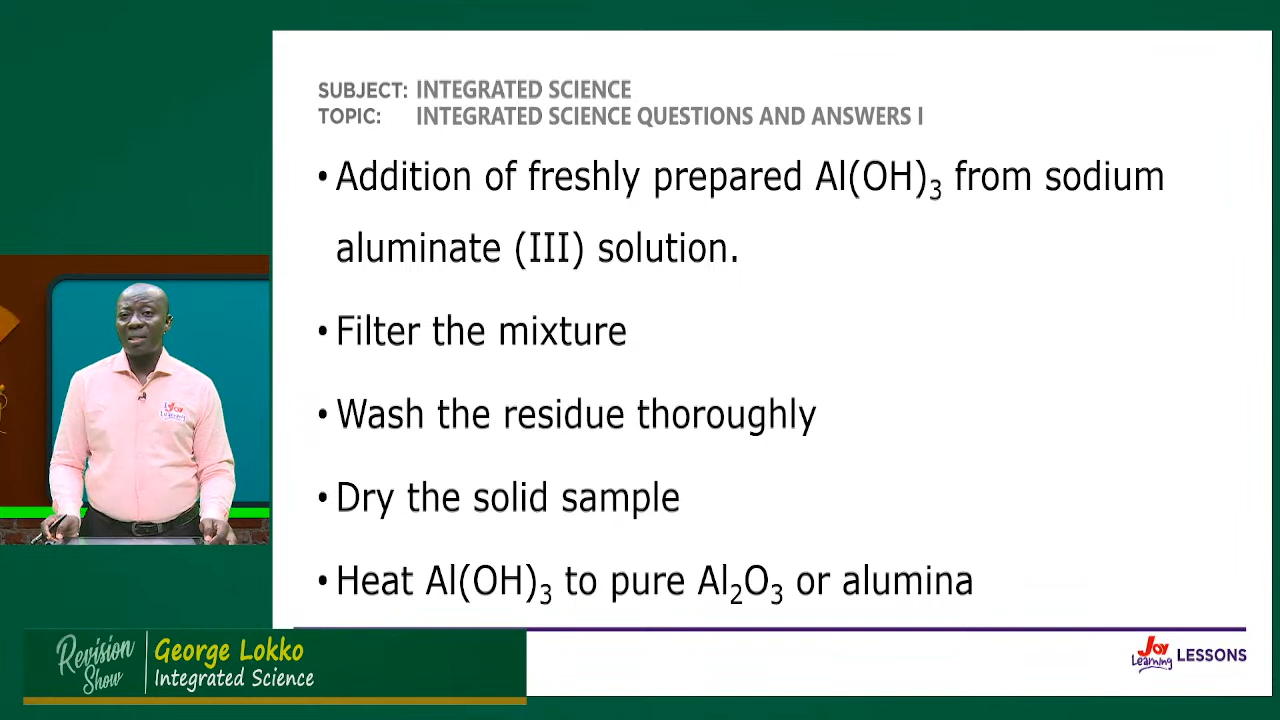 SUBJECT: INTEGRATED SCIENCE
TOPIC: INTEGRATED SCIENCE QUESTIONS AND ANSWERS I
• Addition of freshly prepared Al(OH)₃ from sodium
aluminate (III) solution.
• Filter the mixture
• Wash the residue thoroughly
• Dry the solid sample
• Heat Al(OH)₃ to pure Al₂O₃ or alumina
Joy
Learning
Revision
Show
George Lokko
Integrated Science
Joy
Learning
LESSONS